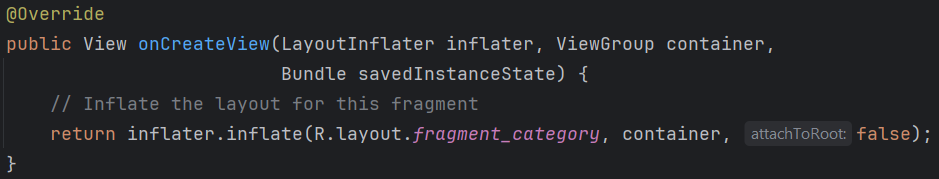 @Override
public View onCreateView(LayoutInflater inflater, ViewGroup container,
Bundle savedInstanceState) {
// Inflate the layout for this fragment
return inflater.inflate(R.layout.fragment_category, container, attachToRoot: false);
}